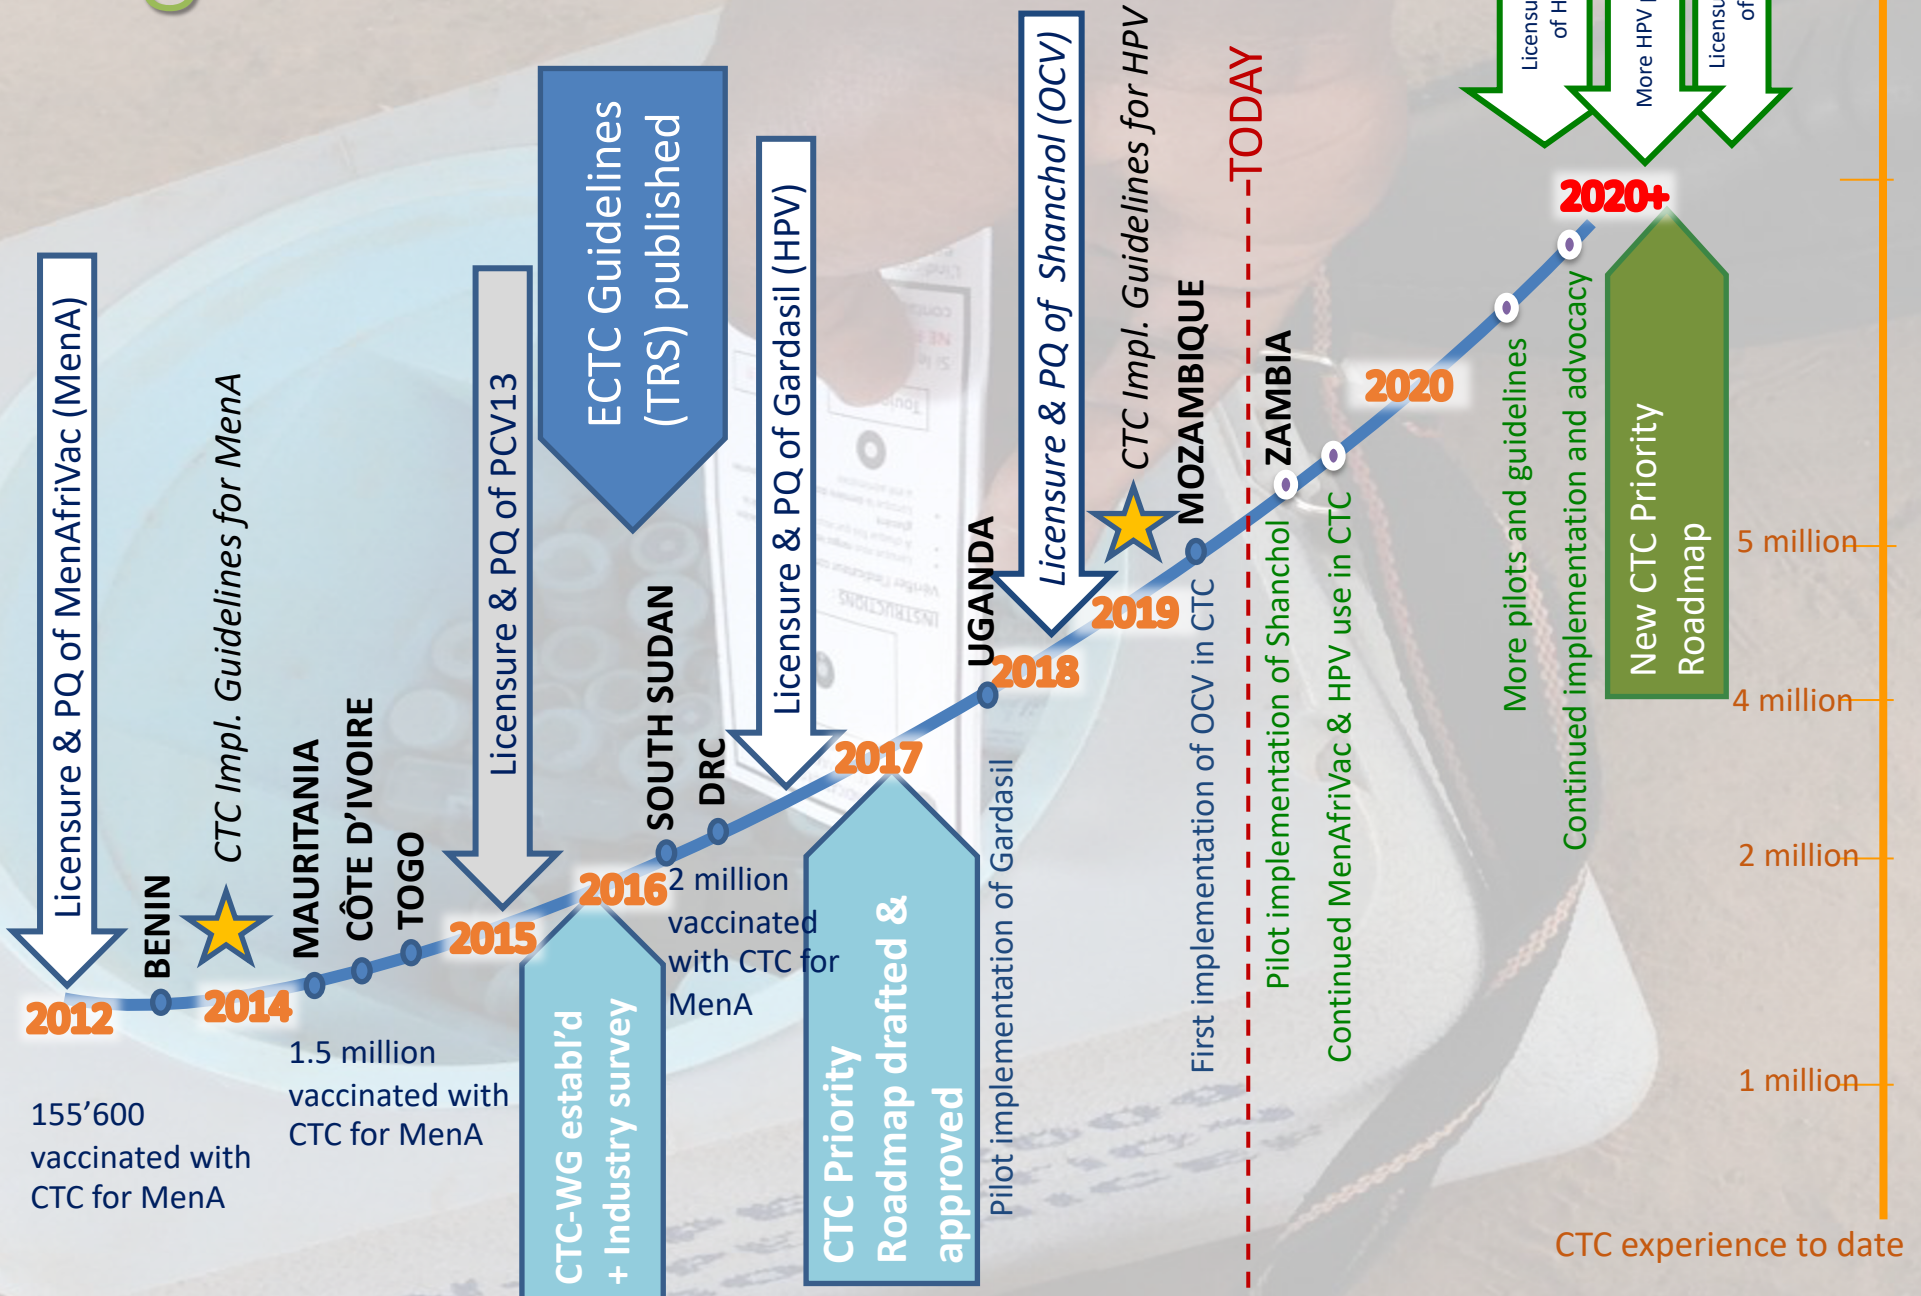 Licensure & PQ of MenAfriVac (MenA)
BENIN
CTC Impl. Guidelines for MenA
MAURITANIA
CÔTE D'IVOIRE
TOGO
Licensure & PQ of PCV13
ECTC Guidelines
(TRS) published
SOUTH SUDAN
DRC
Licensure & PQ of Gardasil (HPV)
UGANDA
Licensure & PQ of Shanchol (OCV)
CTC Impl. Guidelines for HPV
MOZAMBIQUE
TODAY
ZAMBIA
of
More HPV
of
2020+
2020
2019
2018
2017
2016
2015
2014
2012
155'600
vaccinated with
CTC for MenA
1.5 million
vaccinated with
CTC for MenA
CTC-WG establ'd
+ Industry survey
2 million
vaccinated
with CTC for
MenA
CTC Priority
Roadmap drafted &
approved
Pilot implementation of Gardasil
First implementation of OCV in CTC
Pilot implementation of Shanchol
Continued MenAfriVac & HPV use in CTC
More pilots and guidelines
Continued implementation and advocacy
New CTC Priority
Roadmap
5 million
4 million
2 million
1 million
CTC experience to date